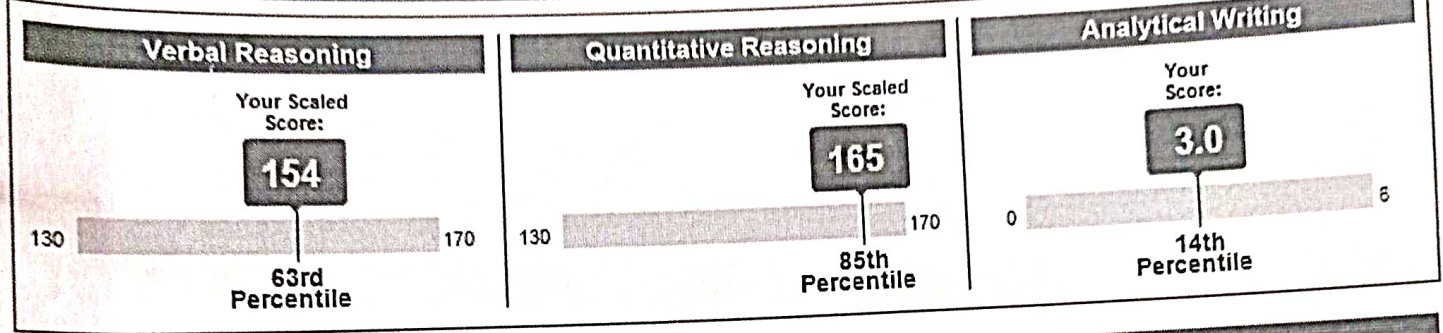 Verbal Reasoning
Your Scaled
Score:
154
130
170
63rd
Percentile
Quantitative Reasoning
Your Scaled
Score:
165
130
170
85th
Percentile
Analytical Writing
Your
Score:
3.0
0
6
14th
Percentile